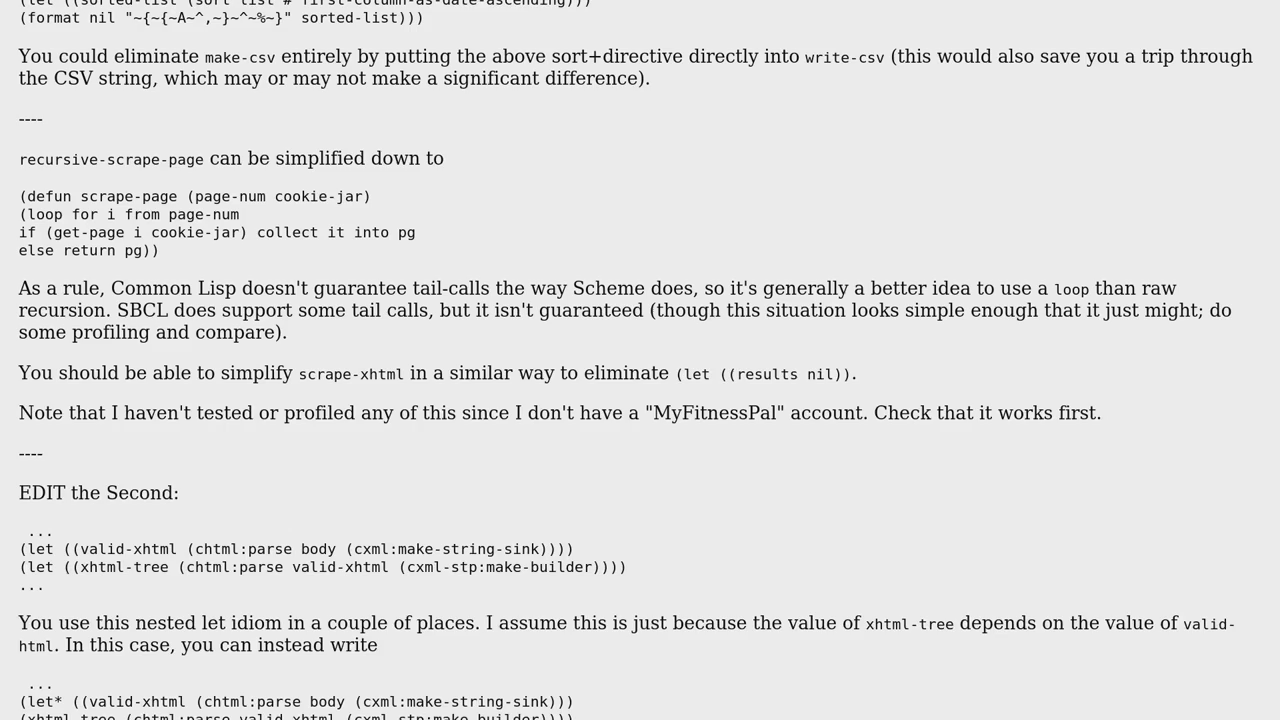 (let ((sorted-list (sort list #'first-column-as-date-ascending)))
(format nil "~{~{~A~^,~}~^~%~}" sorted-list)))
You could eliminate make-csv entirely by putting the above sort+directive directly into write-csv (this would also save you a trip through
the CSV string, which may or may not make a significant difference).
----
recursive-scrape-page can be simplified down to
(defun scrape-page (page-num cookie-jar)
(loop for i from page-num
if (get-page i cookie-jar) collect it into pg
else return pg))
As a rule, Common Lisp doesn't guarantee tail-calls the way Scheme does, so it's generally a better idea to use a loop than raw
recursion. SBCL does support some tail calls, but it isn't guaranteed (though this situation looks simple enough that it just might; do
some profiling and compare).
You should be able to simplify scrape-xhtml in a similar way to eliminate (let ((results nil)).
Note that I haven't tested or profiled any of this since I don't have a "MyFitnessPal" account. Check that it works first.
----
EDIT the Second:
...
(let ((valid-xhtml (chtml:parse body (cxml:make-string-sink))))
(let ((xhtml-tree (chtml:parse valid-xhtml (cxml-stp:make-builder))))
...
You use this nested let idiom in a couple of places. I assume this is just because the value of xhtml-tree depends on the value of valid-
html. In this case, you can instead write
...
(let* ((valid-xhtml (chtml:parse body (cxml:make-string-sink)))
(xhtml-tree (chtml:parse valid-xhtml (cxml-stp:make-builder))))